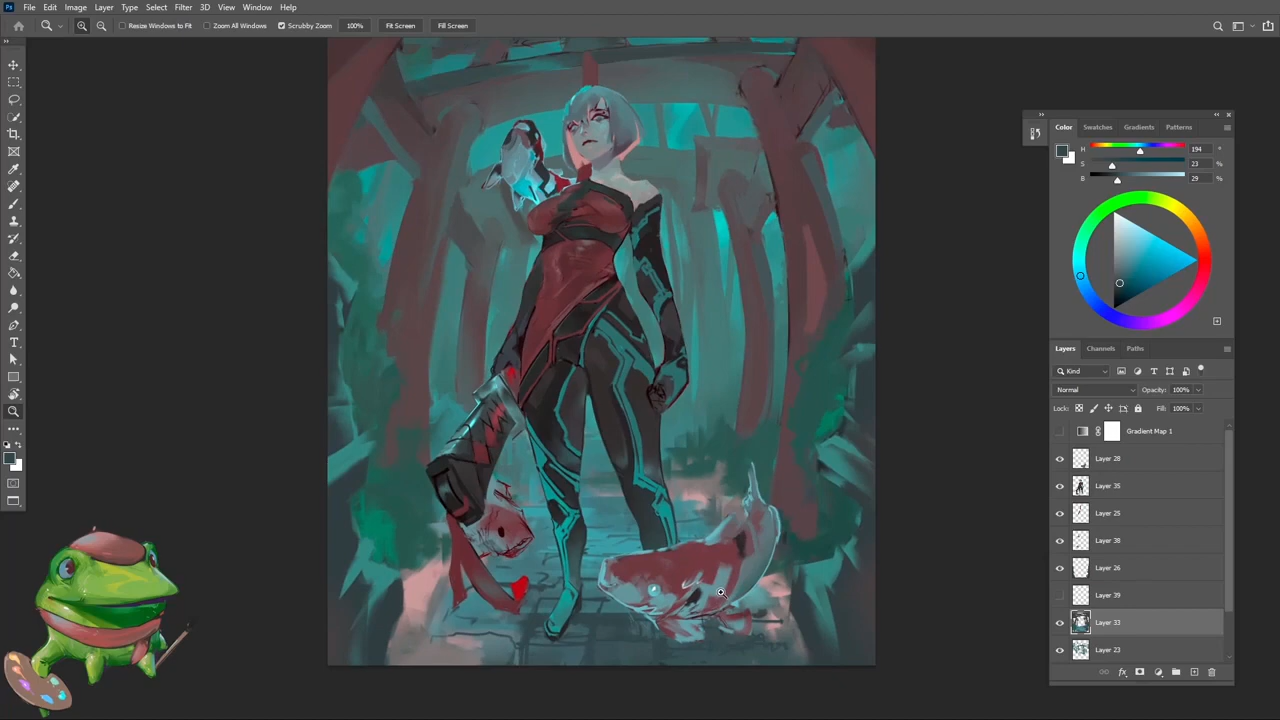 Ps File Edit Image Layer Type Select Filter 3D View Window Help
Resize Windows to Fit Zoom All Windows Scrubby Zoom 100% Fit Screen Fill Screen
Color Swatches Gradients Patterns
H 194 °
S 23 %
B 29 %
Layers Channels Paths
Kind
Normal Opacity: 100%
Lock: Fill: 100%
Gradient Map 1
Layer 28
Layer 35
Layer 25
Layer 38
Layer 26
Layer 39
Layer 33
Layer 23
fx